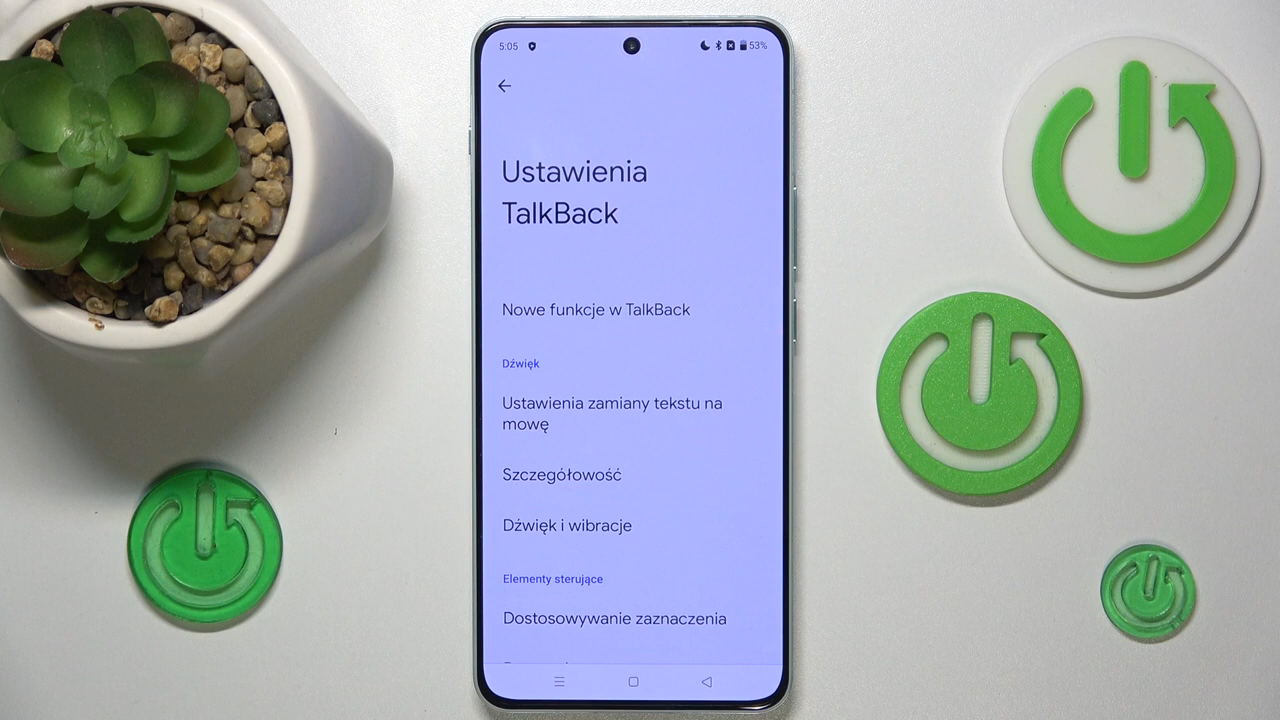 5:05
53%
Ustawienia
TalkBack
Nowe funkcje w TalkBack
Dźwięk
Ustawienia zamiany tekstu na
mowę
Szczegółowość
Dźwięk i wibracje
Elementy sterujące
Dostosowywanie zaznaczenia